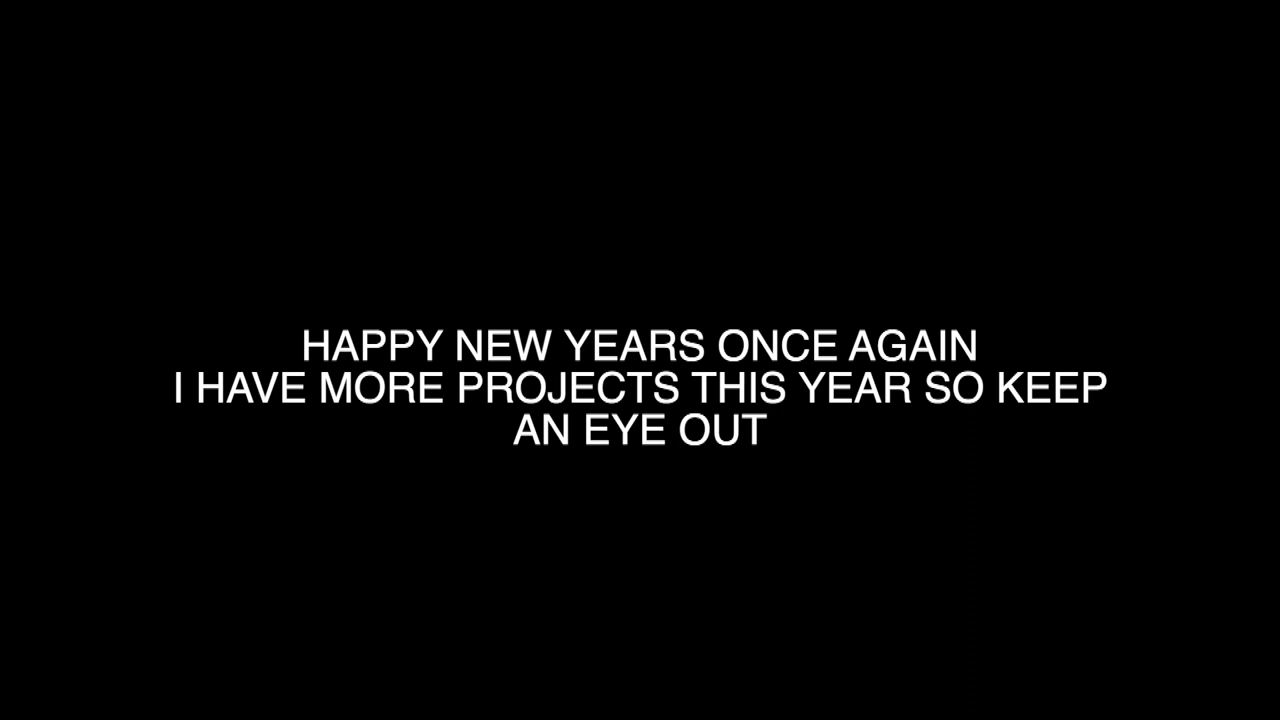 HAPPY NEW YEARS ONCE AGAIN
I HAVE MORE PROJECTS THIS YEAR SO KEEP
AN EYE OUT